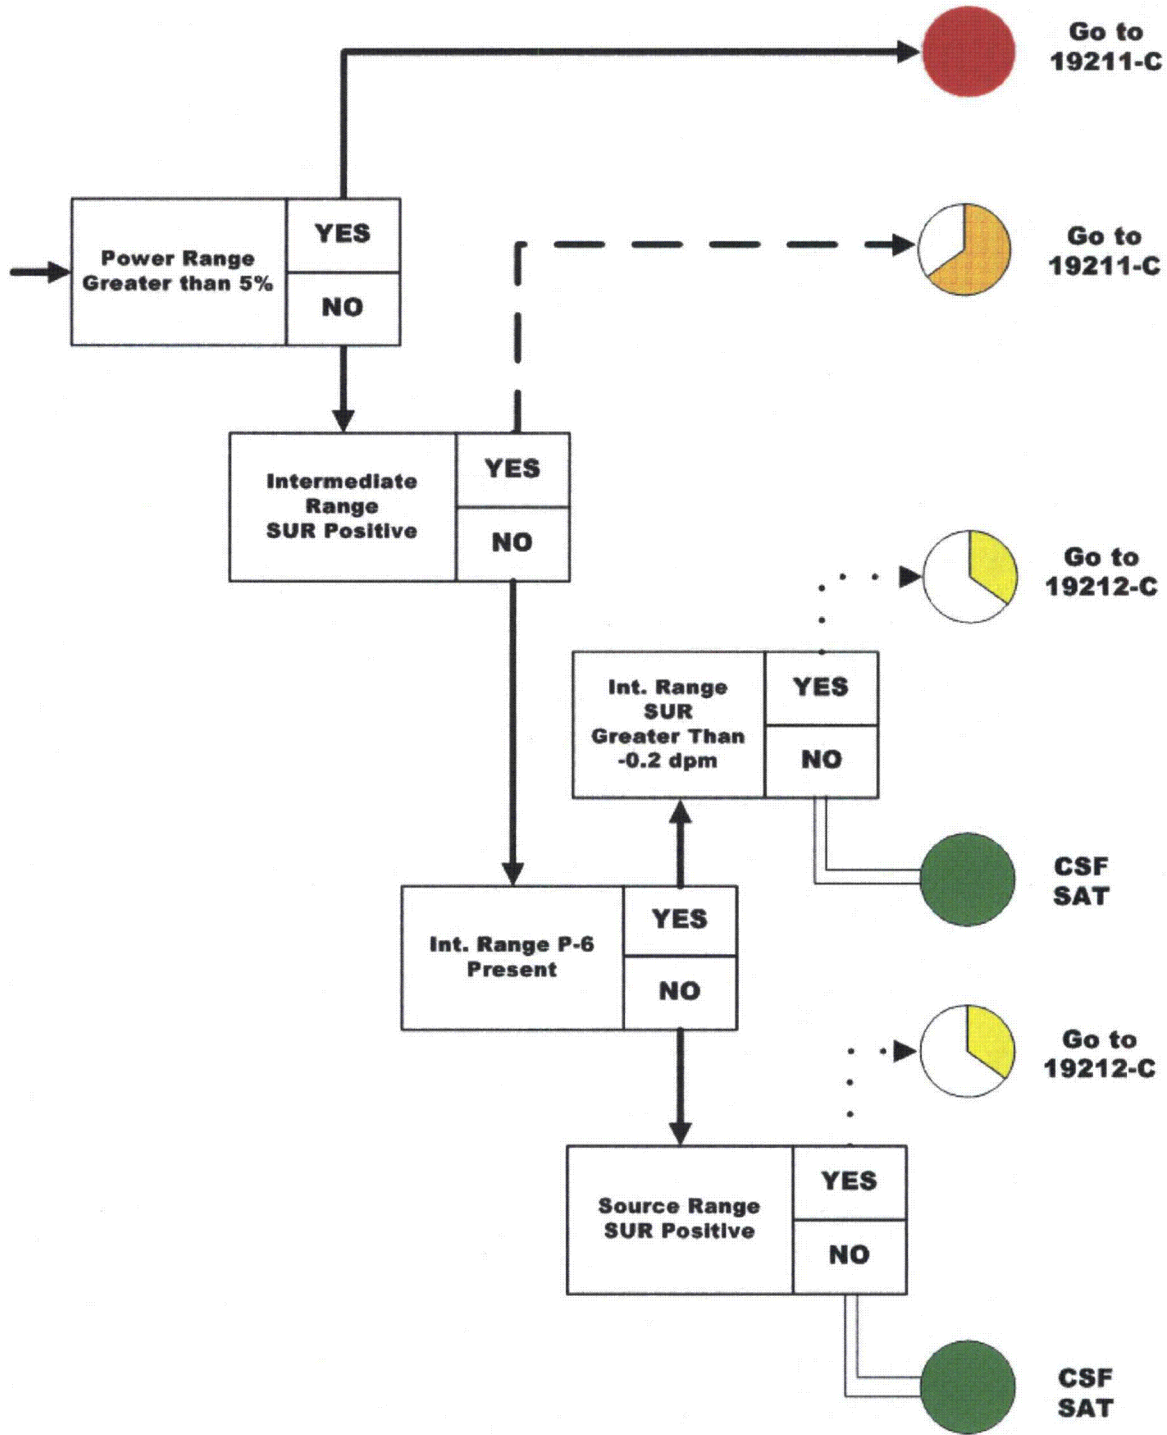 Go to
19211-C
Power Range
Greater than 5%
YES
NO
Go to
19211-C
Intermediate
Range
SUR Positive
YES
NO
Go to
19212-C
Int. Range
SUR
Greater Than
-0.2 dpm
YES
NO
CSF
SAT
Int. Range P-6
Present
YES
NO
Go to
19212-C
Source Range
SUR Positive
YES
NO
CSF
SAT